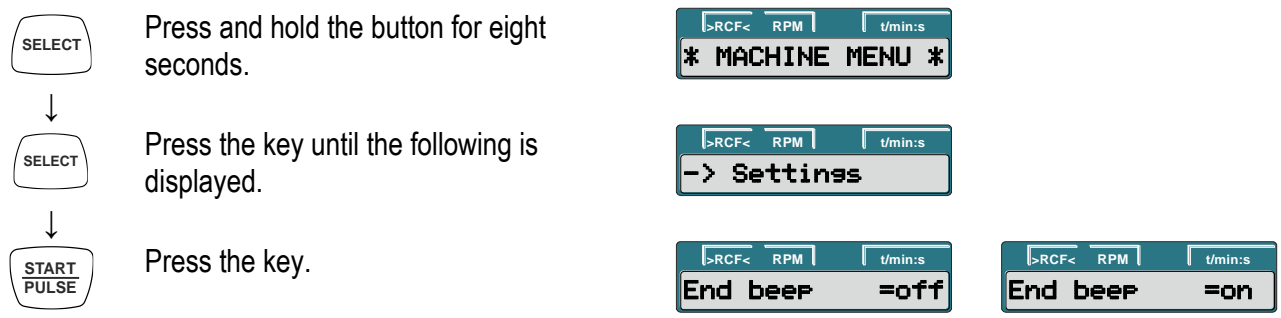 SELECT
Press and hold the button for eight
seconds.
>RCF< RPM t/min:s
* MACHINE MENU *
↓
SELECT
Press the key until the following is
displayed.
>RCF< RPM t/min:s
-> Settings
↓
START
PULSE
Press the key.
>RCF< RPM t/min:s
End beep =off
>RCF< RPM t/min:s
End beep =on